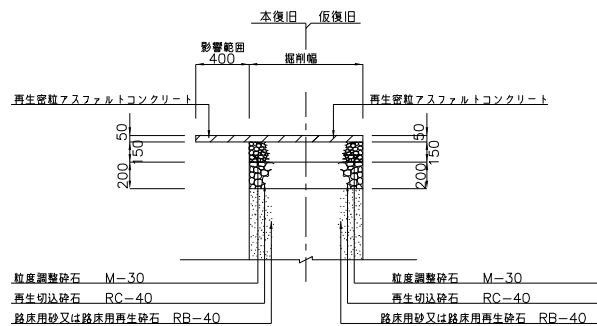 本復旧 仮復旧
影響範囲
400 掘削幅
再生密粒アスファルトコンクリート 再生密粒アスファルトコンクリート
50 50
150 150
200 200
粒度調整砕石 M-30 粒度調整砕石 M-30
再生切込砕石 RC-40 再生切込砕石 RC-40
路床用砂又は路床用再生砕石 RB-40 路床用砂又は路床用再生砕石 RB-40